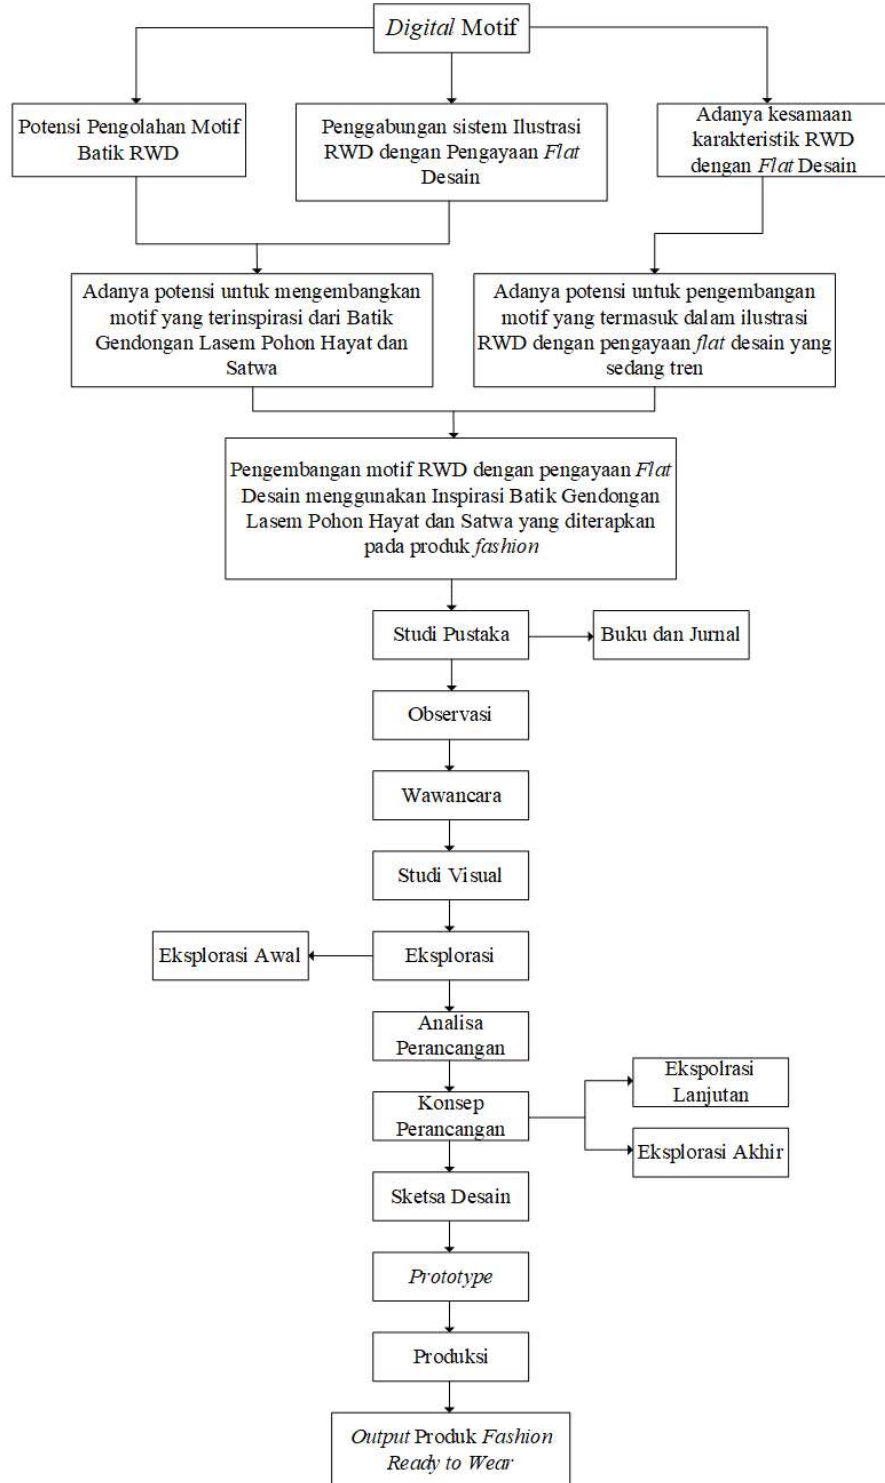 Digital Motif
Potensi Pengolahan Motif
Batik RWD
Penggabungan sistem Ilustrasi
RWD dengan Pengayaan Flat
Desain
Adanya kesamaan
karakteristik RWD
dengan Flat Desain
Adanya potensi untuk mengembangkan
motif yang terinspirasi dari Batik
Gendongan Lasem Pohon Hayat dan
Satwa
Adanya potensi untuk pengembangan
motif yang termasuk dalam ilustrasi
RWD dengan pengayaan flat desain yang
sedang tren
Pengembangan motif RWD dengan pengayaan Flat
Desain menggunakan Inspirasi Batik Gendongan
Lasem Pohon Hayat dan Satwa yang diterapkan
pada produk fashion
Studi Pustaka
Buku dan Jurnal
Observasi
Wawancara
Studi Visual
Eksplorasi Awal
Eksplorasi
Analisa
Perancangan
Konsep
Perancangan
Ekspolrasi
Lanjutan
Eksplorasi Akhir
Sketsa Desain
Prototype
Produksi
Output Produk Fashion
Ready to Wear